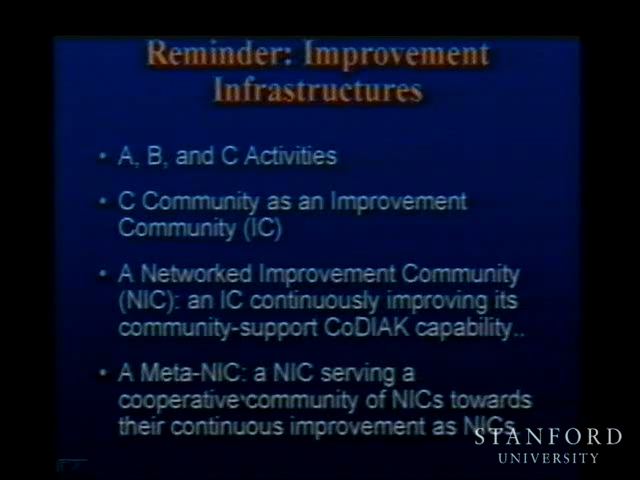 Reminder: Improvement
Infrastructures
• A, B, and C Activities
• C Community as an Improvement
Community (IC)
• A Networked Improvement Community
(NIC): an IC continuously improving its
community-support CoDIAK capability..
• A Meta-NIC: a NIC serving a
cooperative community of NICs towards
their continuous improvement as NICs.
STANFORD
UNIVERSITY